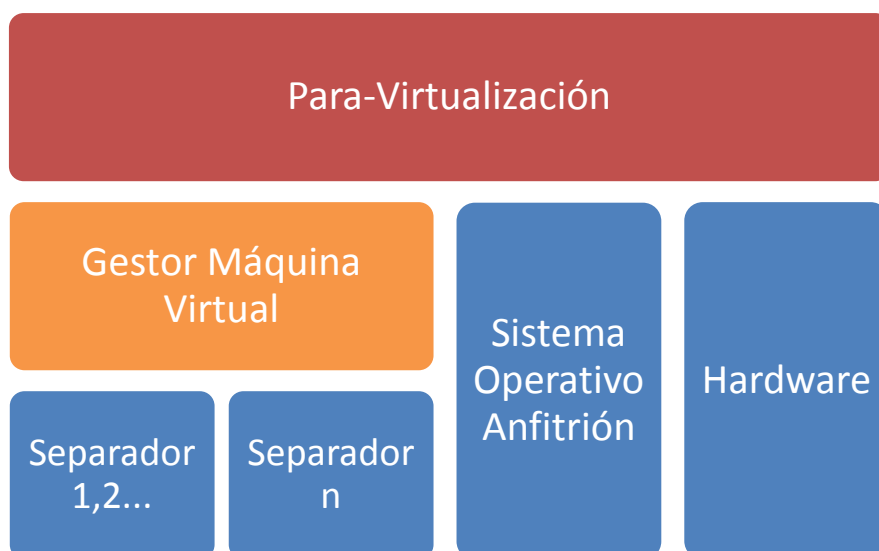 Para-Virtualización
Gestor Máquina
Virtual
Sistema
Operativo
Anfitrión
Hardware
Separador
1,2...
Separador
n